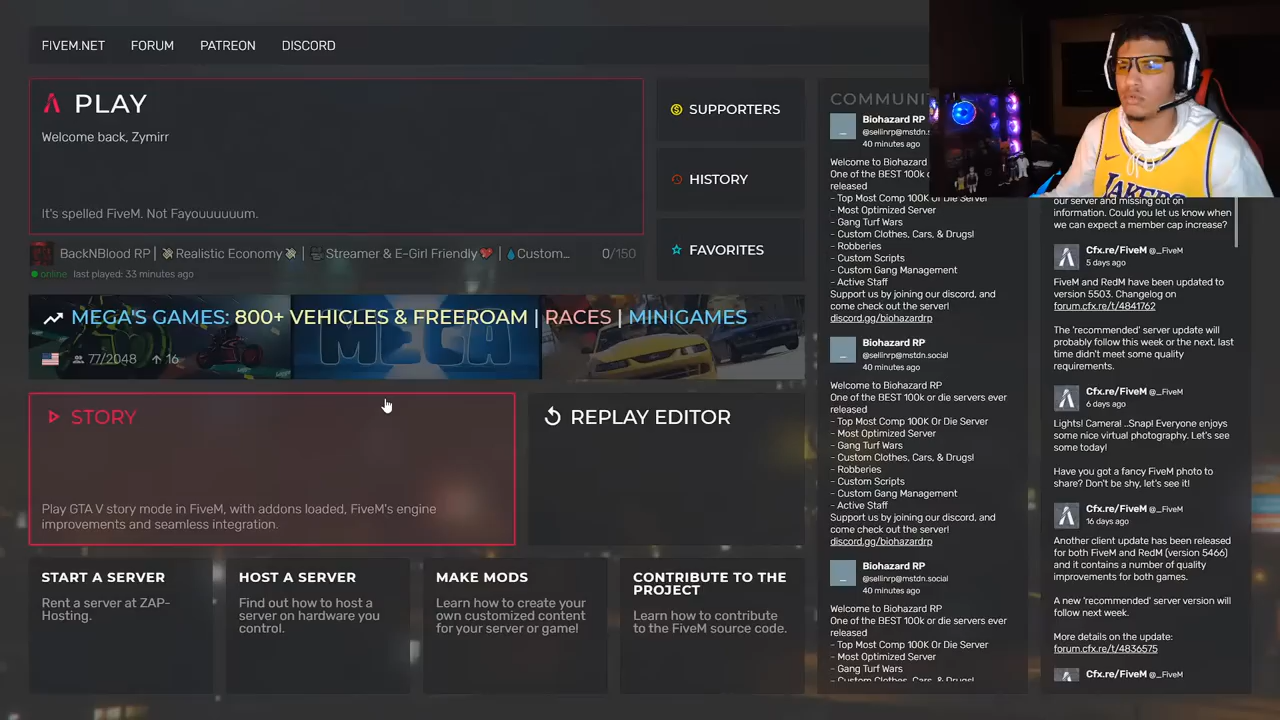 FIVEM.NET FORUM PATREON DISCORD
PLAY
Welcome back, Zymirr
It's spelled FiveM. Not Fayouuuuuum.
BackNBlood RP | Realistic Economy | Streamer & E-Girl Friendly | Custom... 0/150
online last played: 33 minutes ago
SUPPORTERS
HISTORY
FAVORITES
MEGA'S GAMES: 800+ VEHICLES & FREEROAM | RACES | MINIGAMES
MEGA
77/2048 16
STORY
Play GTA V story mode in FiveM, with addons loaded, FiveM's engine
improvements and seamless integration.
REPLAY EDITOR
START A SERVER
Rent a server at ZAP-
Hosting.
HOST A SERVER
Find out how to host a
server on hardware you
control.
MAKE MODS
Learn how to create your
own customized content
for your server or game!
CONTRIBUTE TO THE
PROJECT
Learn how to contribute
to the FiveM source code.
Biohazard RP
@sellinrp@mstdn.s
40 minutes ago
Welcome to Biohazard RP
One of the BEST 100k or die servers ever
released
- Top Most Comp 100K Or Die Server
- Most Optimized Server
- Gang Turf Wars
- Custom Clothes, Cars, & Drugs!
- Robberies
- Custom Scripts
- Custom Gang Management
- Active Staff
Support us by joining our discord, and
come check out the server!
discord.gg/biohazardrp
Biohazard RP
@sellinrp@mstdn.social
40 minutes ago
Welcome to Biohazard RP
One of the BEST 100k or die servers ever
released
- Top Most Comp 100K Or Die Server
- Most Optimized Server
- Gang Turf Wars
- Custom Clothes, Cars, & Drugs!
- Robberies
- Custom Scripts
- Custom Gang Management
- Active Staff
Support us by joining our discord, and
come check out the server!
discord.gg/biohazardrp
Biohazard RP
@sellinrp@mstdn.social
40 minutes ago
Welcome to Biohazard RP
One of the BEST 100k or die servers ever
released
- Top Most Comp 100K Or Die Server
- Most Optimized Server
- Gang Turf Wars
- Custom Clothes, Cars, & Drugs!
LAKERS
our server and missing out on
information. Could you let us know when
we can expect a member cap increase?
Cfx.re/FiveM @_FiveM
5 days ago
FiveM and RedM have been updated to
version 5503. Changelog on
forum.cfx.re/t/4841762
The 'recommended' server update will
probably follow this week or the next, last
time didn't meet some quality
requirements.
Cfx.re/FiveM @_FiveM
6 days ago
Lights! Camera! ..Snap! Everyone enjoys
some nice virtual photography. Let's see
some today!
Have you got a fancy FiveM photo to
share? Don't be shy, let's see it!
Cfx.re/FiveM @_FiveM
16 days ago
Another client update has been released
for both FiveM and RedM (version 5466)
and it contains a number of quality
improvements for both games.
A new 'recommended' server version will
follow next week.
More details on the update:
forum.cfx.re/t/4836575
Cfx.re/FiveM @_FiveM